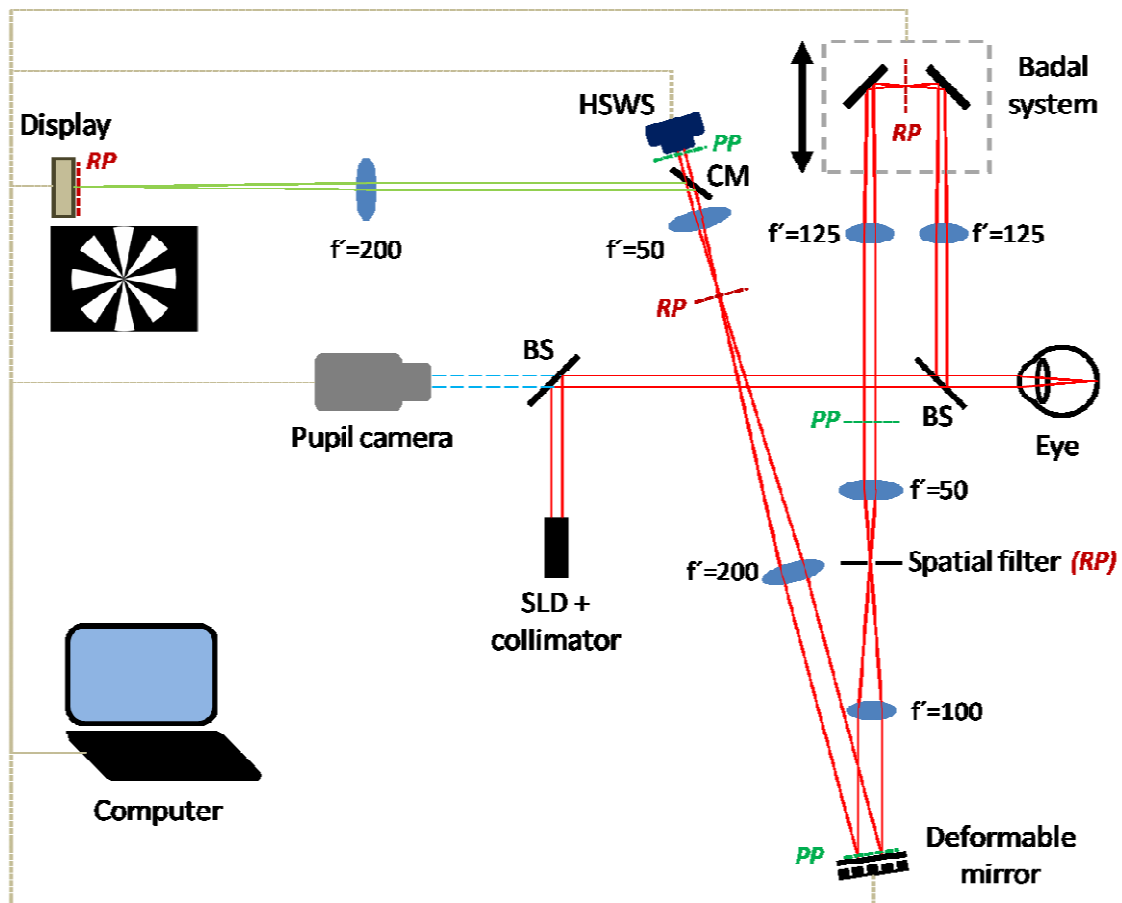 Badal
system
HSWS
Display
RP
PP
RP
CM
f´=200
f´=50
f´=125
f´=125
RP
BS
Pupil camera
PP
BS
Eye
f´=50
f´=200
Spatial filter (RP)
SLD +
collimator
f´=100
Computer
PP
Deformable
mirror